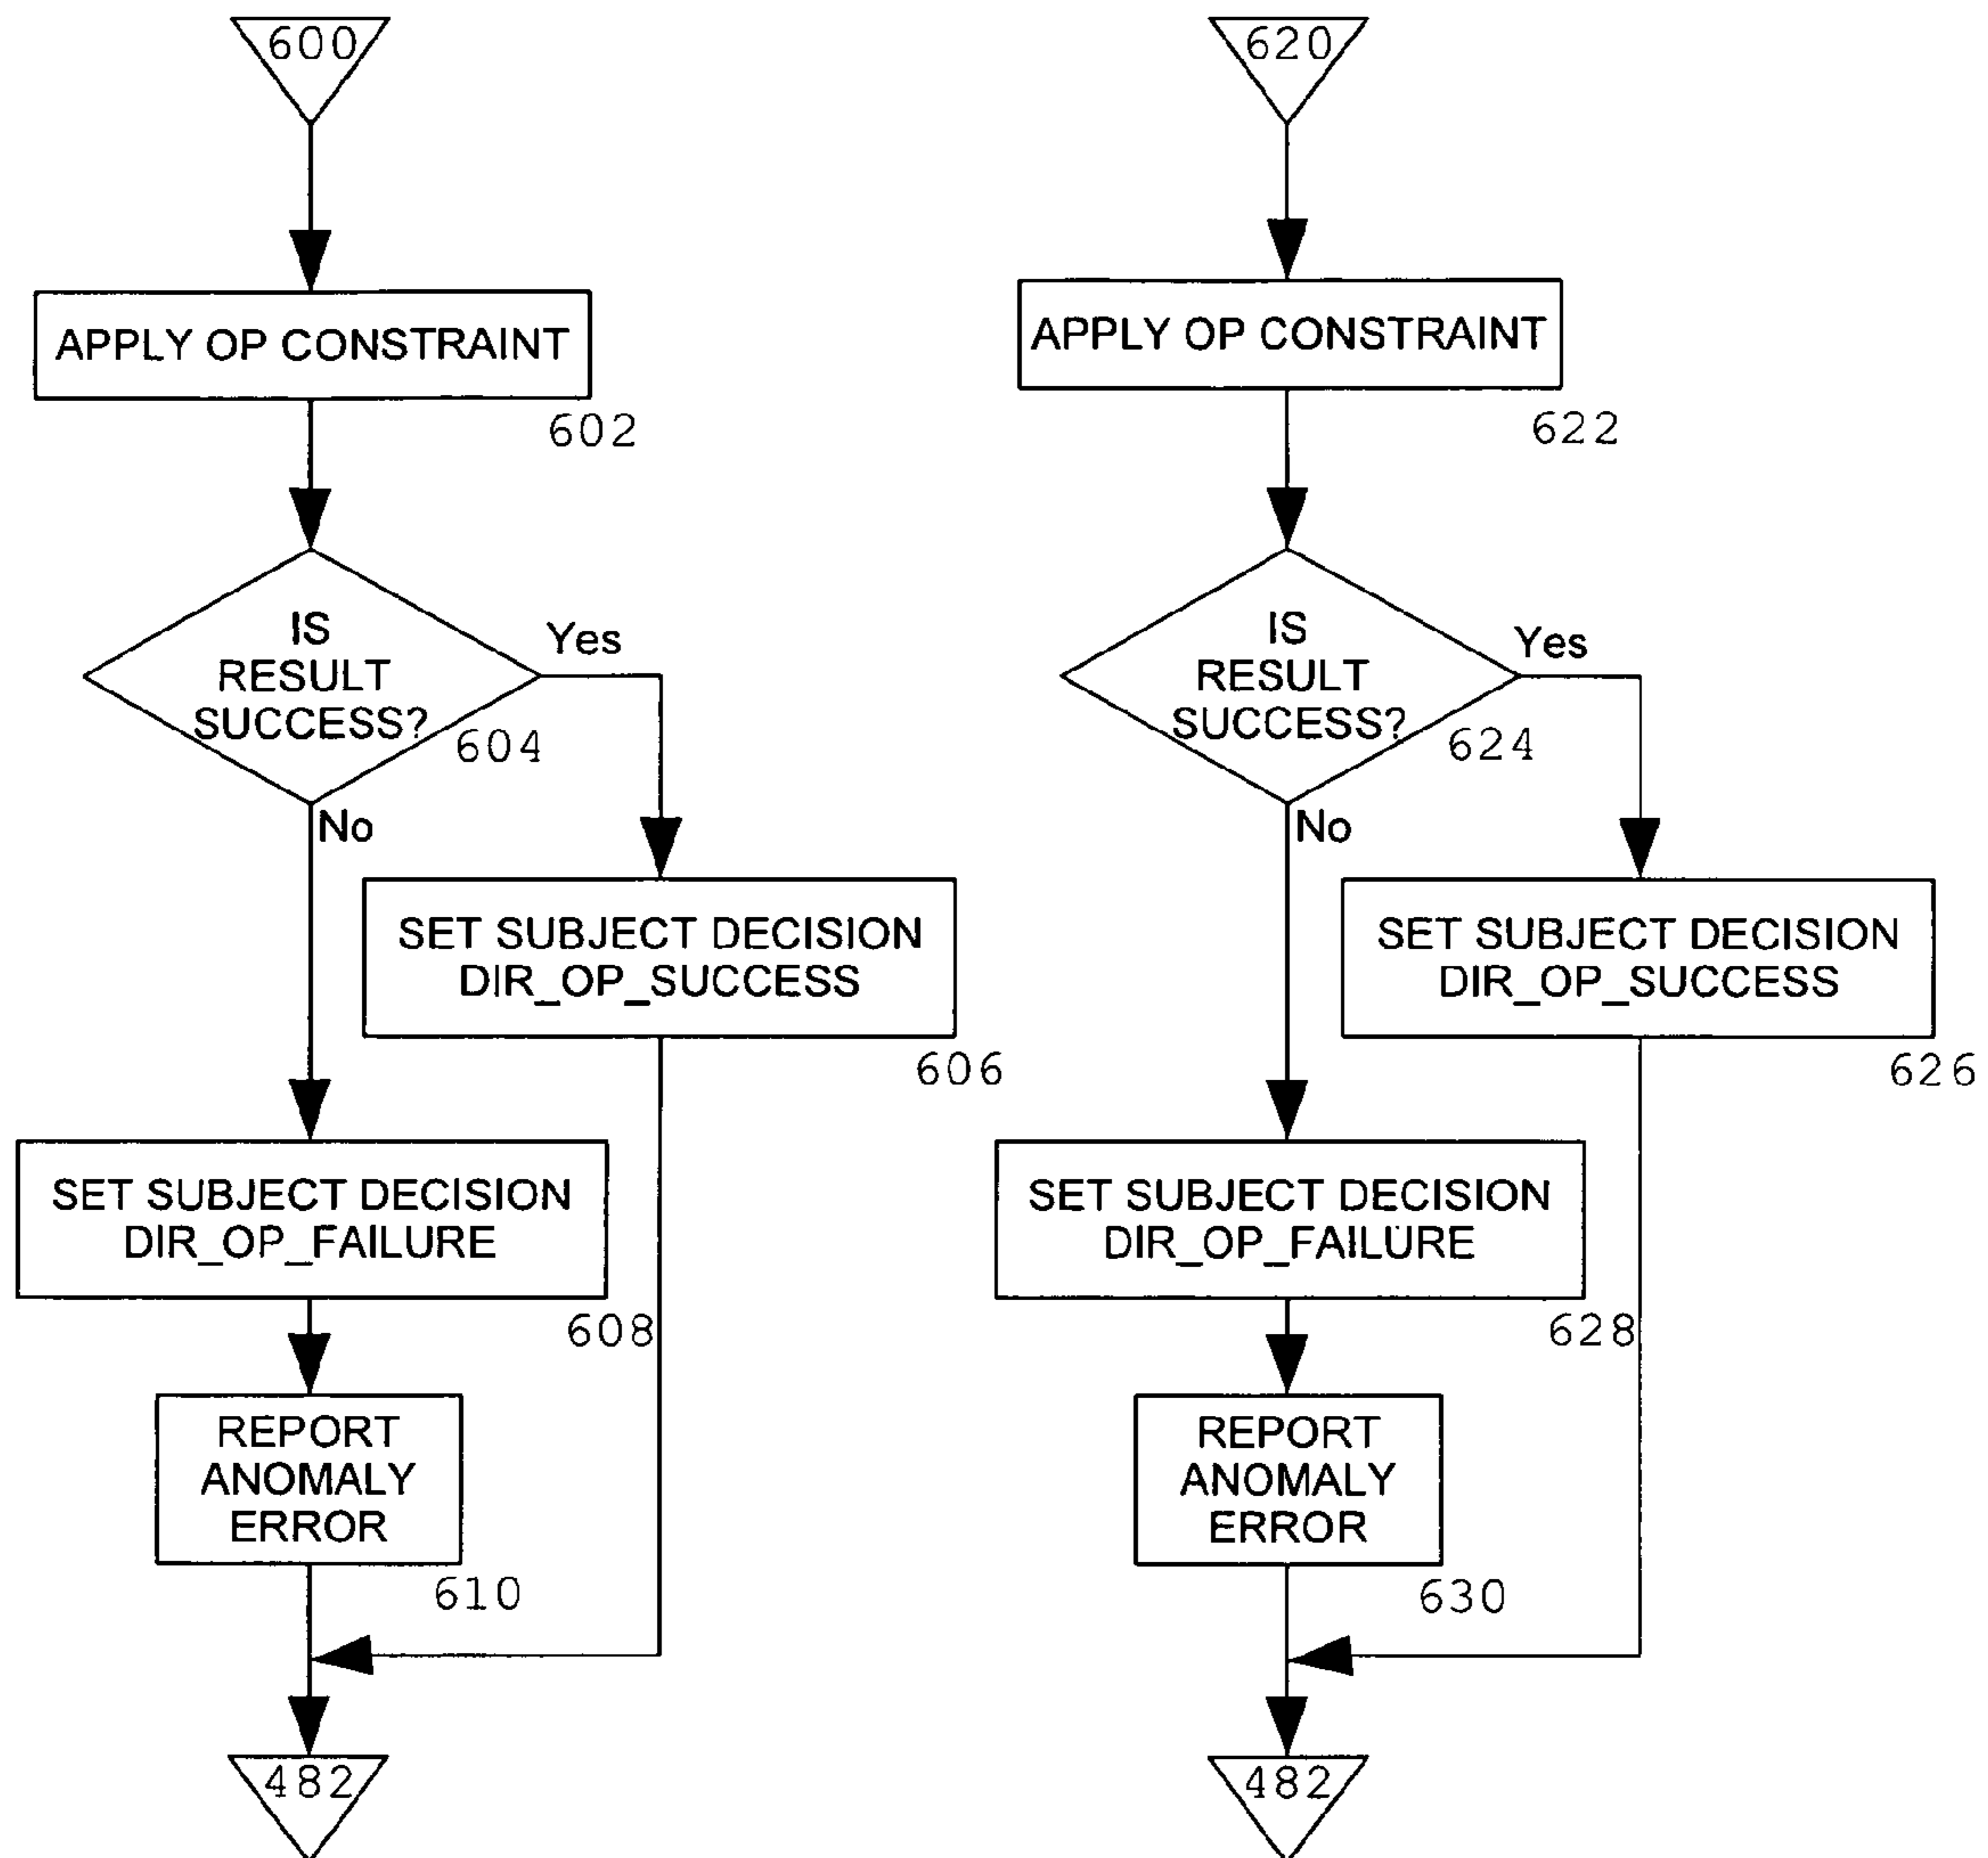 600
APPLY OP CONSTRAINT
602
IS
RESULT
SUCCESS?
604
Yes
No
SET SUBJECT DECISION
DIR_OP_SUCCESS
606
SET SUBJECT DECISION
DIR_OP_FAILURE
608
REPORT
ANOMALY
ERROR
610
482
620
APPLY OP CONSTRAINT
622
IS
RESULT
SUCCESS?
624
Yes
No
SET SUBJECT DECISION
DIR_OP_SUCCESS
626
SET SUBJECT DECISION
DIR_OP_FAILURE
628
REPORT
ANOMALY
ERROR
630
482